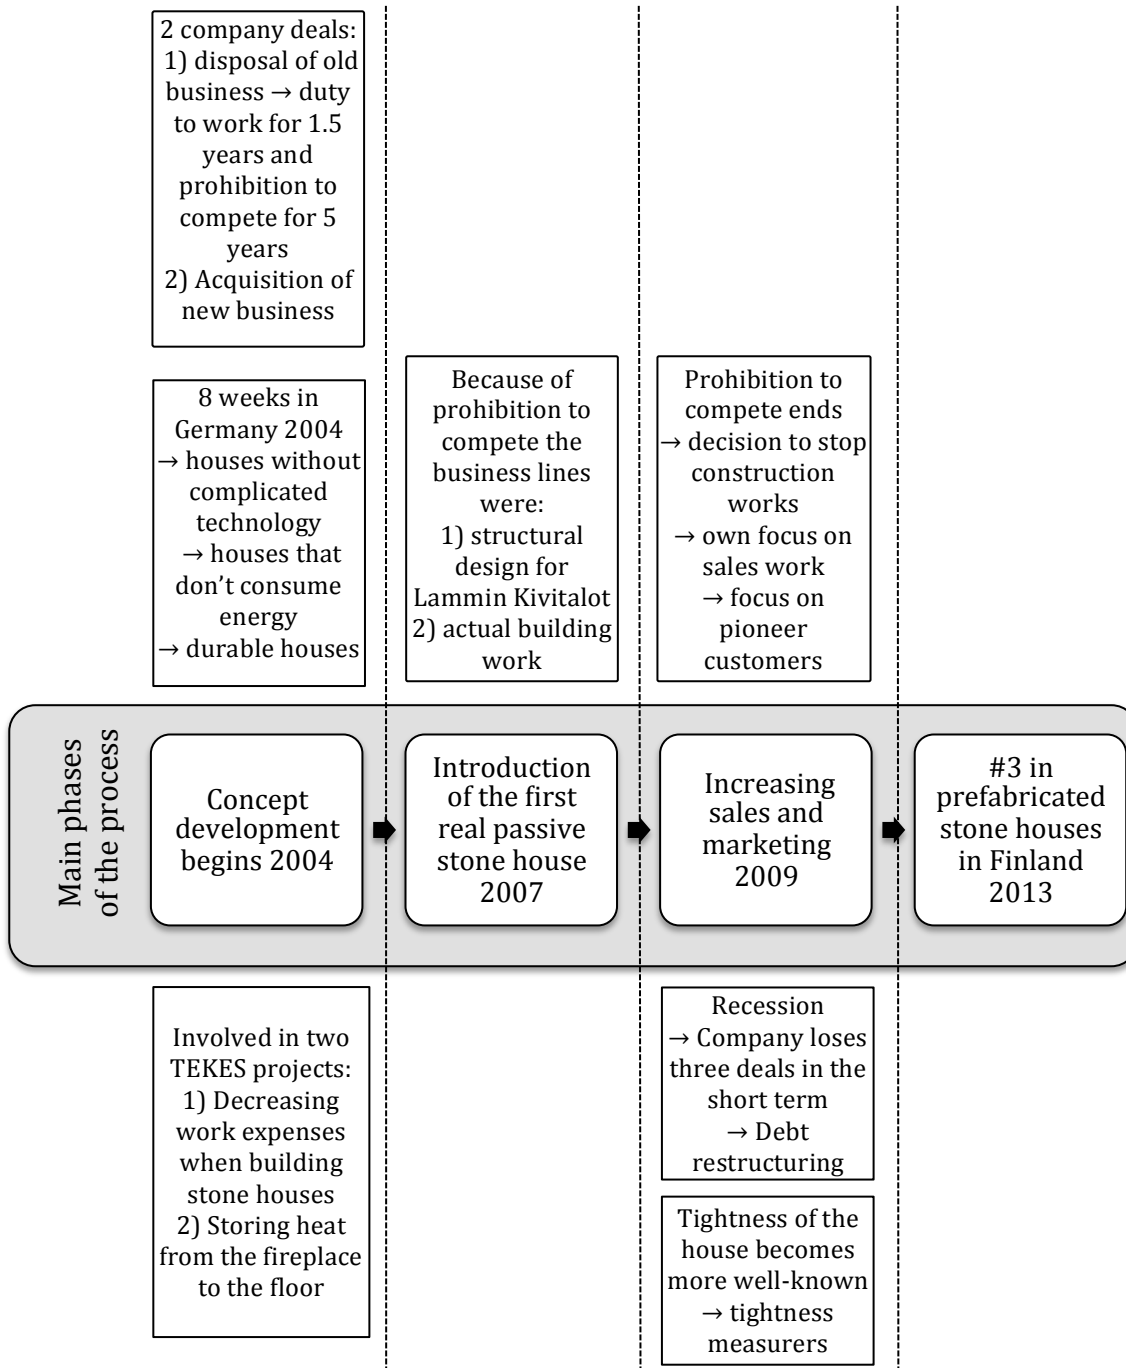 2 company deals:
1) disposal of old
business → duty
to work for 1.5
years and
prohibition to
compete for 5
years
2) Acquisition of
new business
8 weeks in
Germany 2004
→ houses without
complicated
technology
→ houses that
don’t consume
energy
→ durable houses
Because of
prohibition to
compete the
business lines
were:
1) structural
design for
Lammin Kivitalot
2) actual building
work
Prohibition to
compete ends
→ decision to stop
construction
works
→ own focus on
sales work
→ focus on
pioneer
customers
Main phases
of the process
Concept
development
begins 2004
Introduction
of the first
real passive
stone house
2007
Increasing
sales and
marketing
2009
#3 in
prefabricated
stone houses
in Finland
2013
Involved in two
TEKES projects:
1) Decreasing
work expenses
when building
stone houses
2) Storing heat
from the fireplace
to the floor
Recession
→ Company loses
three deals in the
short term
→ Debt
restructuring
Tightness of the
house becomes
more well-known
→ tightness
measurers